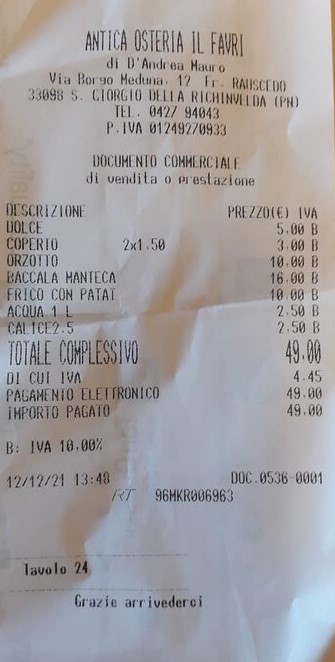 ANTICA OSTERIA IL FAVRI
di D'Andrea Mauro
Via Borgo Meduna, 12 Fr. RAUSCEDO
33098 S. GIORGIO DELLA RICHINVELDA (PN)
TEL. 0427 94043
P.IVA 01249270933
DOCUMENTO COMMERCIALE
di vendita o prestazione
DESCRIZIONE PREZZO(€) IVA
DOLCE 5.00 B
COPERTO 2x1.50 3.00 B
ORZOTTO 10.00 B
BACCALA MANTECA 16.00 B
FRICO CON PATAT 10.00 B
ACQUA 1 L 2.50 B
CALICE2.5 2.50 B
TOTALE COMPLESSIVO 49.00
DI CUI IVA 4.45
PAGAMENTO ELETTRONICO 49.00
IMPORTO PAGATO 49.00
B: IVA 10.00%
12/12/21 13:48 DOC.0536-0001
RT 96MKR006963
Tavolo 24
Grazie arrivederci